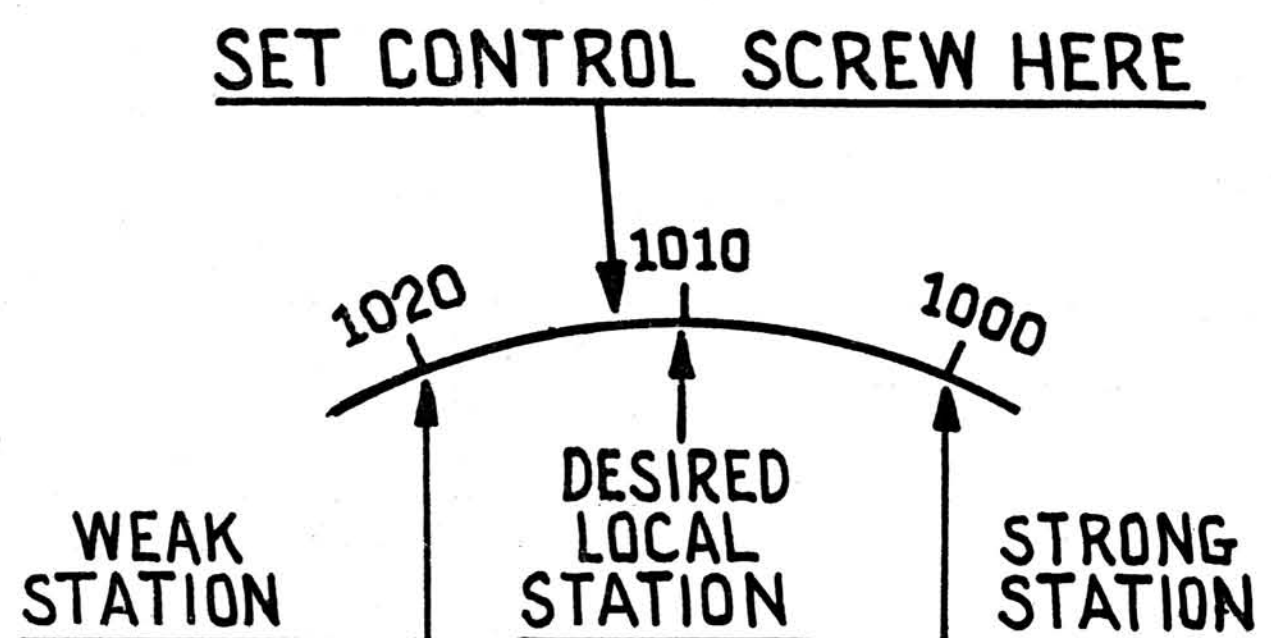 SET CONTROL SCREW HERE
1010
1020
1000
DESIRED
LOCAL
STATION
WEAK
STATION
STRONG
STATION